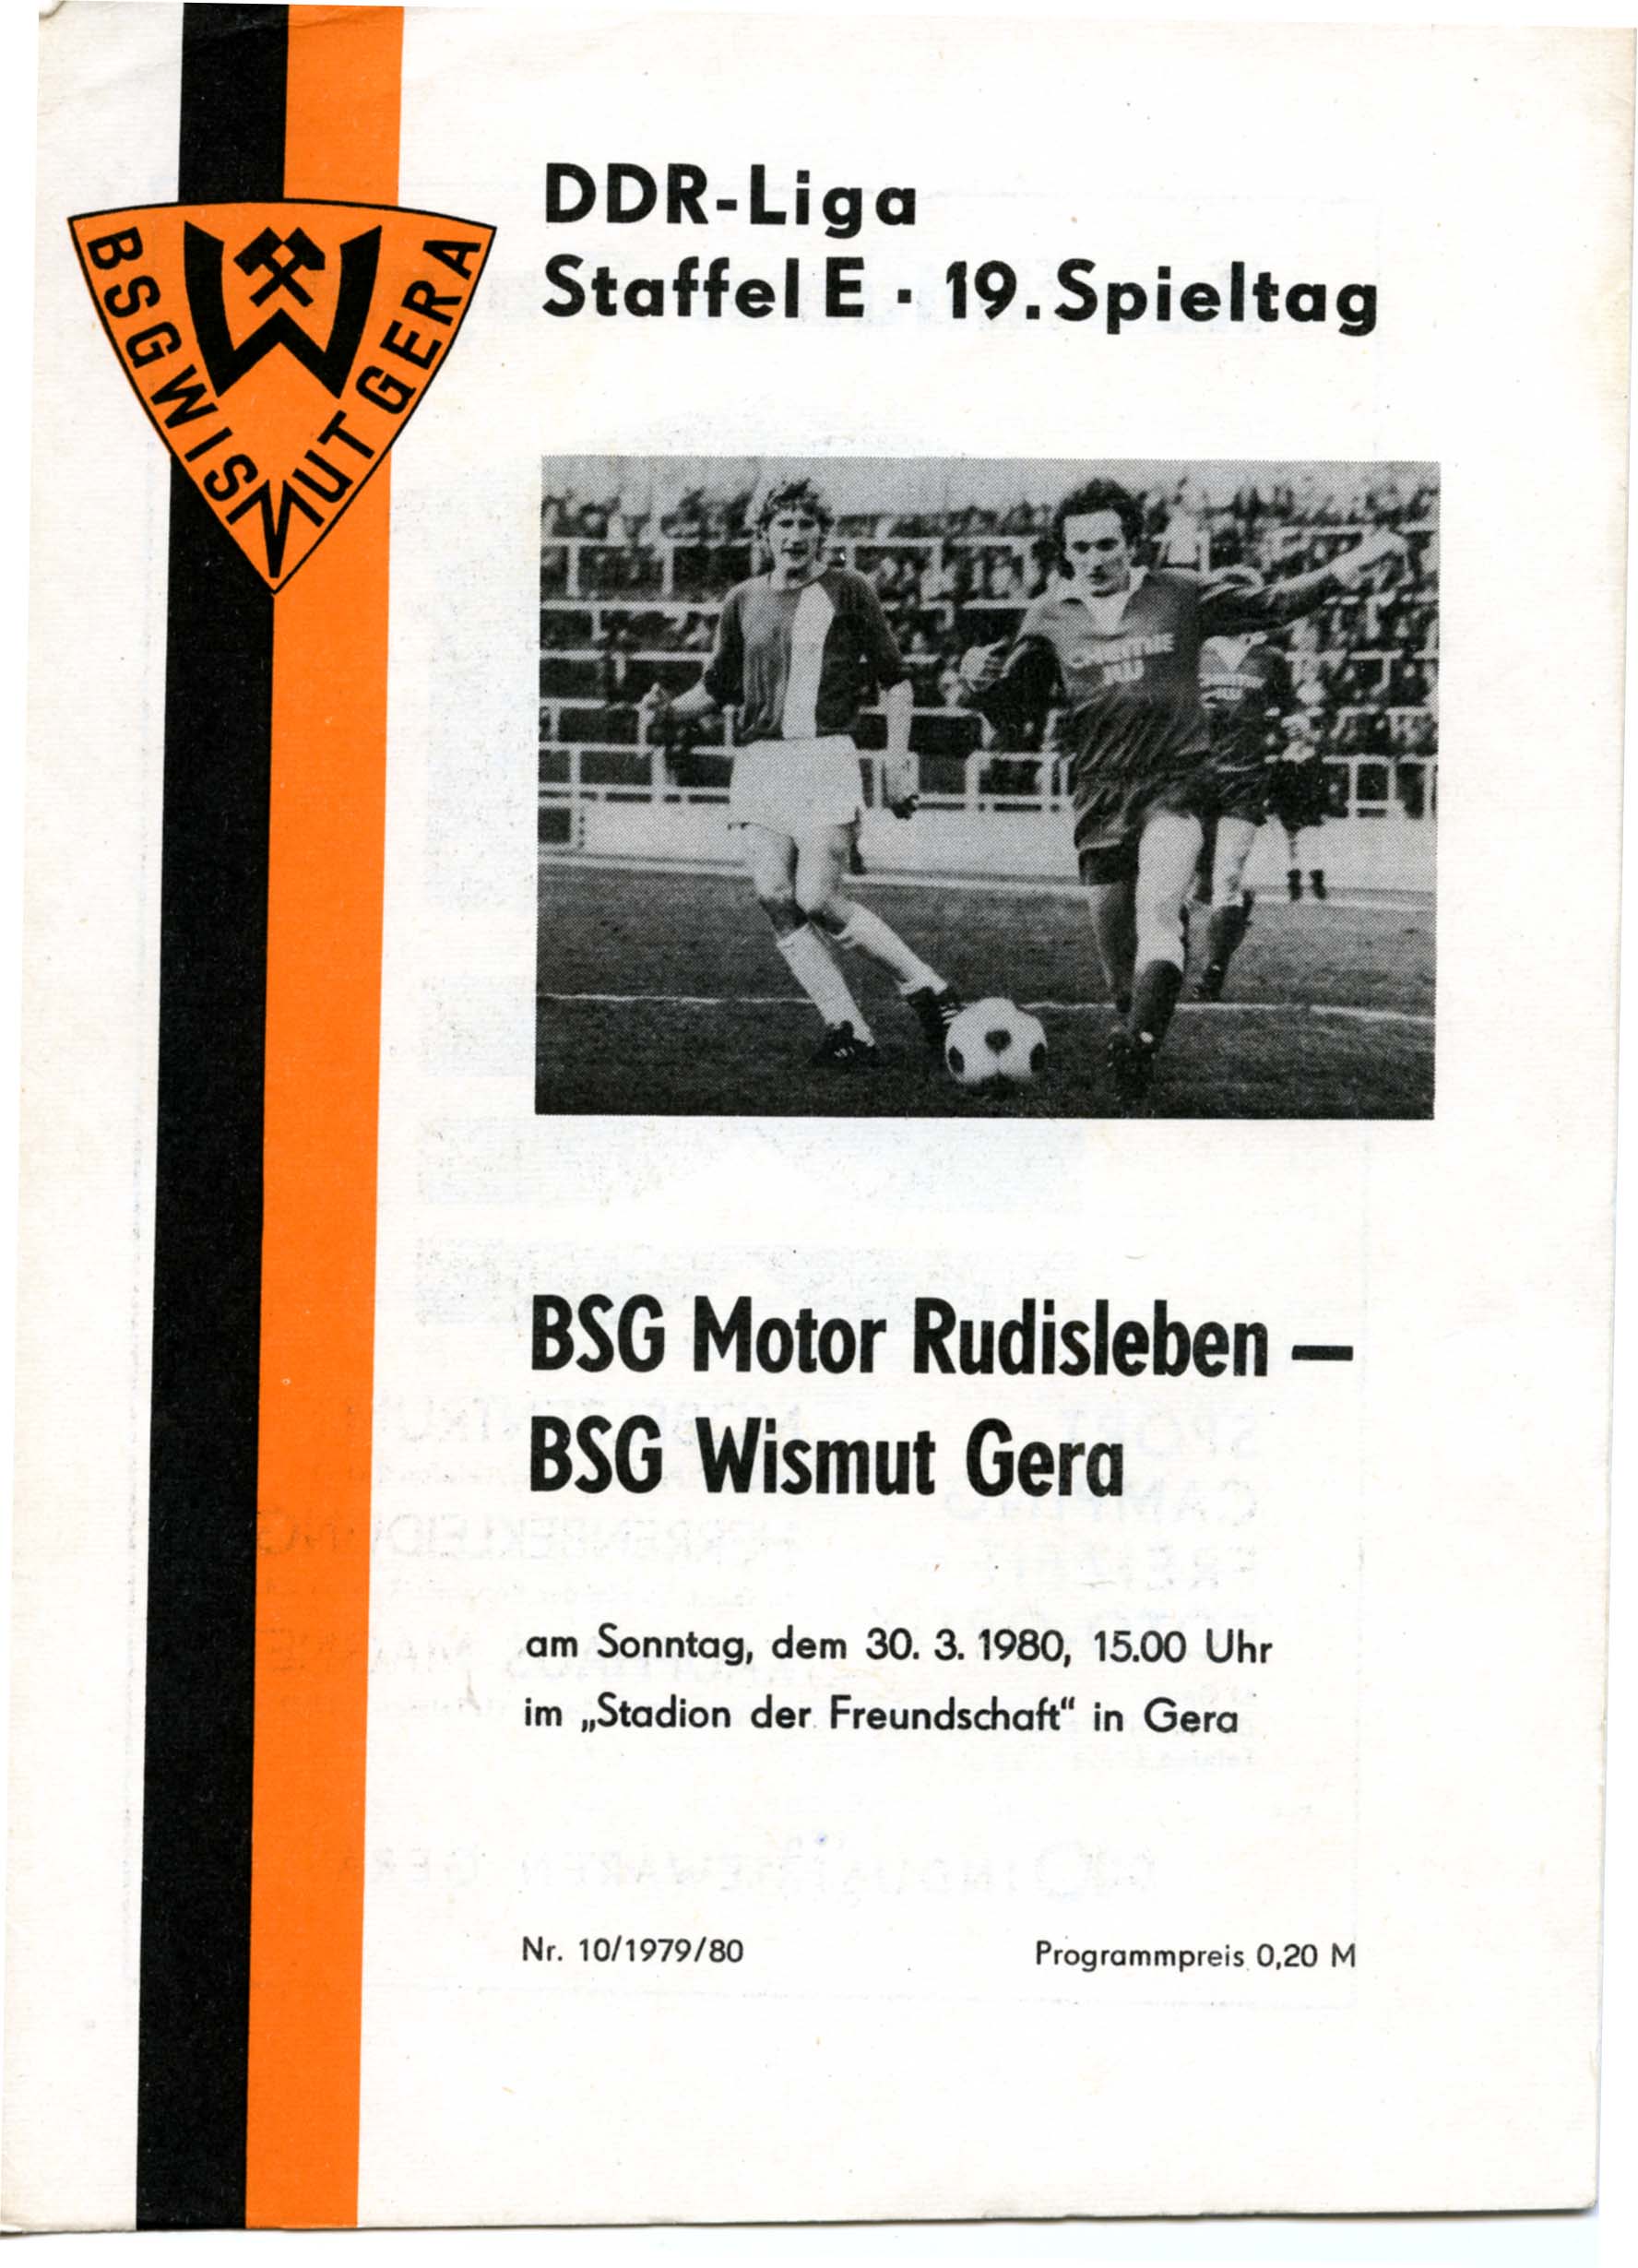 BSG WISMUT GERA
W
DDR-Liga
Staffel E · 19. Spieltag
BSG Motor Rudisleben –
BSG Wismut Gera
am Sonntag, dem 30. 3. 1980, 15.00 Uhr
im „Stadion der Freundschaft“ in Gera
Nr. 10/1979/80
Programmpreis 0,20 M